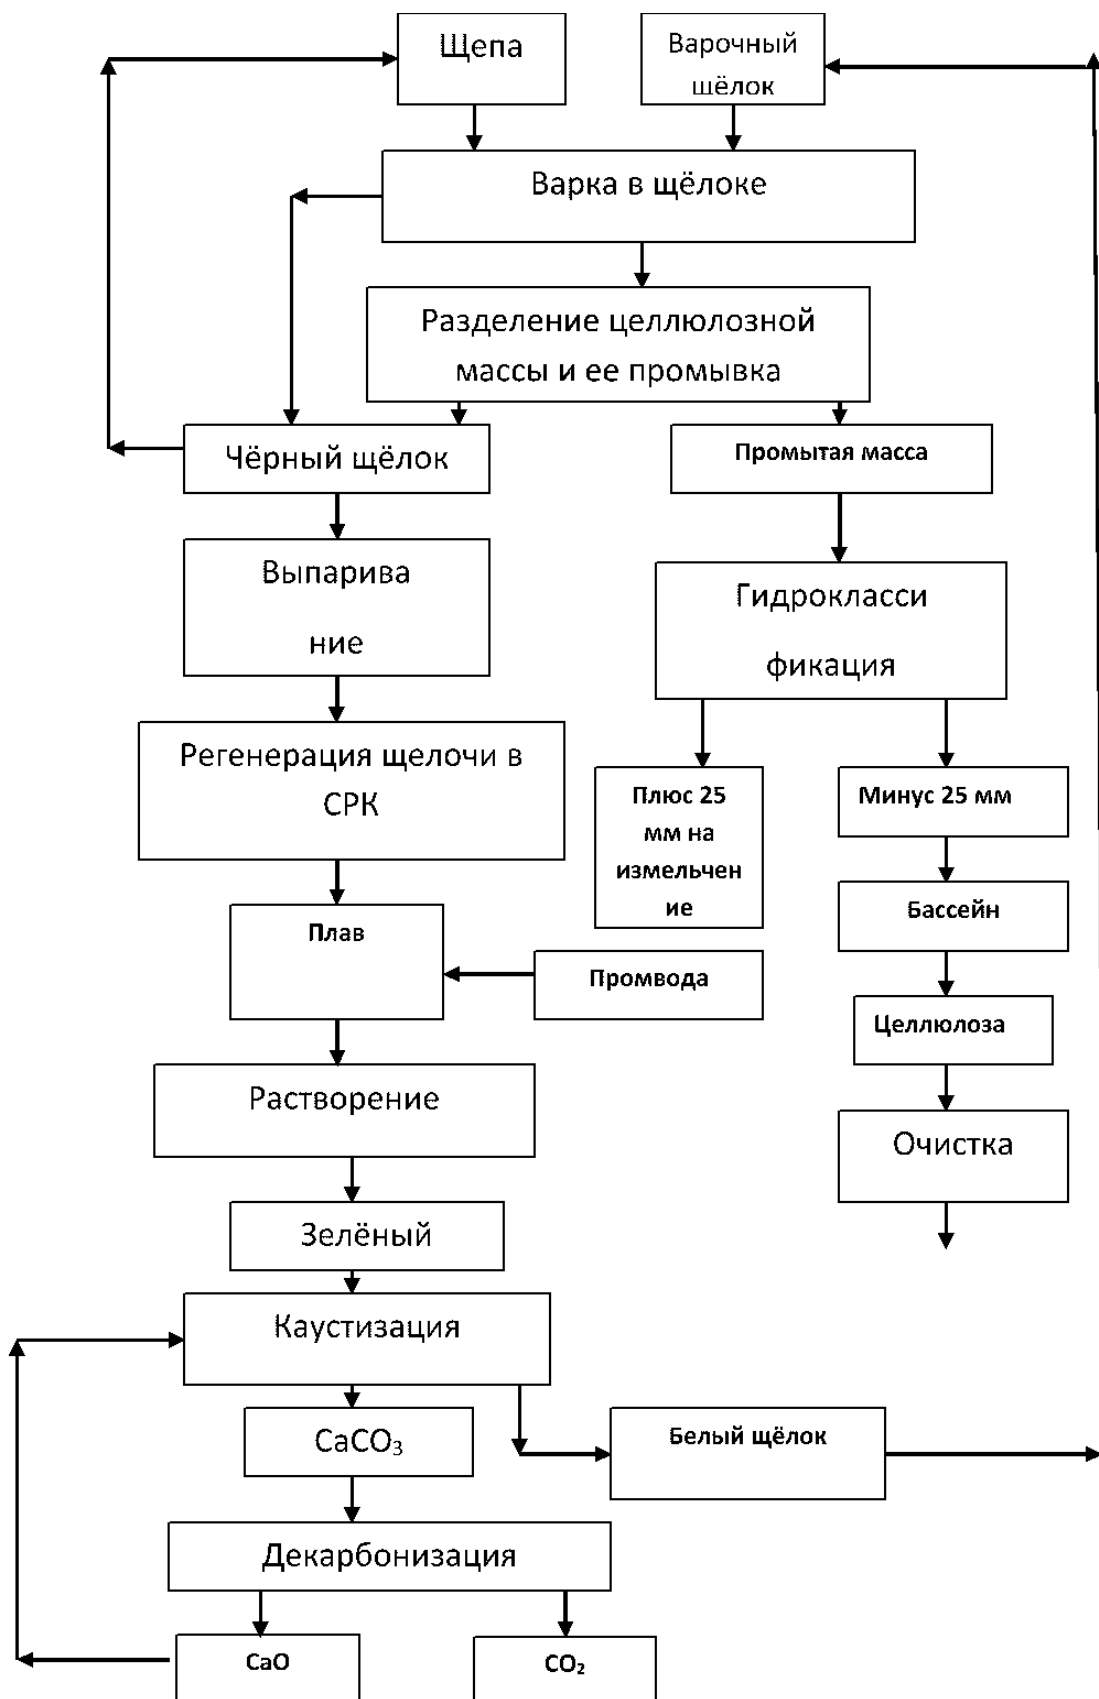 Щепа
Варочный
щёлок
Варка в щёлоке
Разделение целлюлозной
массы и ее промывка
Чёрный щёлок
Промытая масса
Выпарива
ние
Гидрокласси
фикация
Регенерация щелочи в
СРК
Плюс 25
мм на
измельчен
ие
Минус 25 мм
Плав
Бассейн
Промвода
Целлюлоза
Растворение
Очистка
Зелёный
Каустизация
CaCO₃
Белый щёлок
Декарбонизация
CaO
CO₂